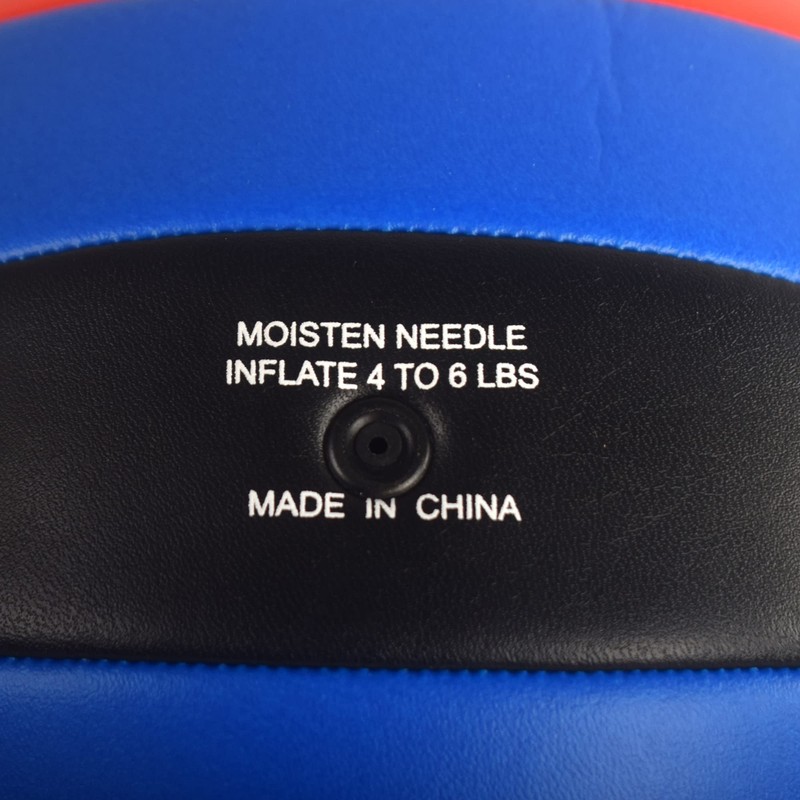 MOISTEN NEEDLE
INFLATE 4 TO 6 LBS
MADE IN CHINA